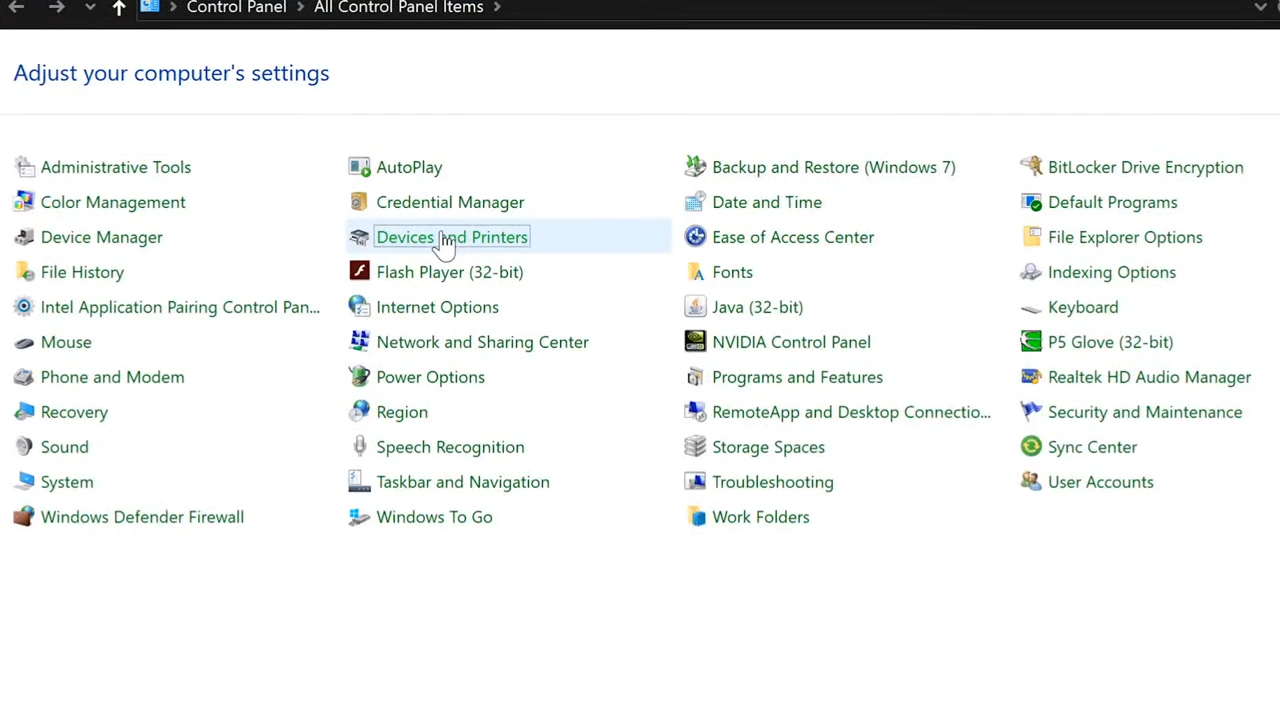 Control Panel > All Control Panel Items >
Adjust your computer's settings
Administrative Tools
AutoPlay
Backup and Restore (Windows 7)
BitLocker Drive Encryption
Color Management
Credential Manager
Date and Time
Default Programs
Device Manager
Devices and Printers
Ease of Access Center
File Explorer Options
File History
Flash Player (32-bit)
Fonts
Indexing Options
Intel Application Pairing Control Pan...
Internet Options
Java (32-bit)
Keyboard
Mouse
Network and Sharing Center
NVIDIA Control Panel
P5 Glove (32-bit)
Phone and Modem
Power Options
Programs and Features
Realtek HD Audio Manager
Recovery
Region
RemoteApp and Desktop Connectio...
Security and Maintenance
Sound
Speech Recognition
Storage Spaces
Sync Center
System
Taskbar and Navigation
Troubleshooting
User Accounts
Windows Defender Firewall
Windows To Go
Work Folders